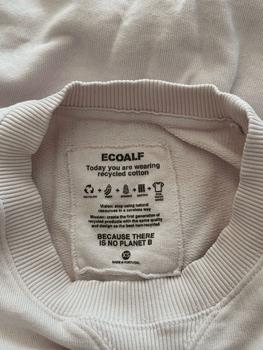 ECOALF
Today you are wearing
recycled cotton
Vision: stop using natural
resources in a careless way
Mission: create the first generation of
recycled products with the same quality
and design as the best non-recycled
BECAUSE THERE
IS NO PLANET B
MADE IN PORTUGAL